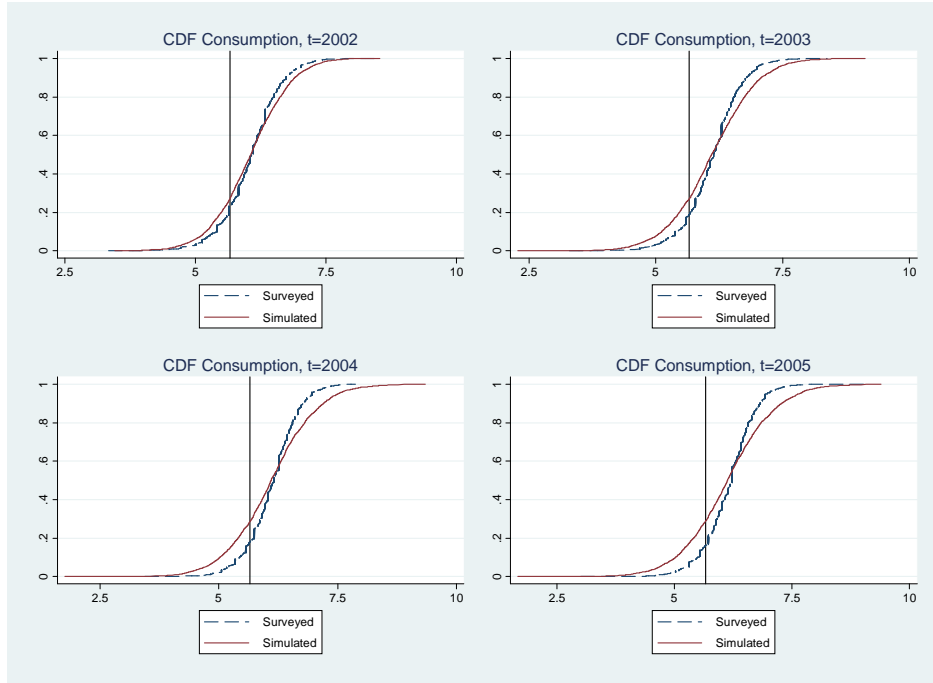 CDF Consumption, t=2002
0
.2
.4
.6
.8
1
2.5 5 7.5 10
Surveyed
Simulated
CDF Consumption, t=2003
0
.2
.4
.6
.8
1
2.5 5 7.5 10
Surveyed
Simulated
CDF Consumption, t=2004
0
.2
.4
.6
.8
1
2.5 5 7.5 10
Surveyed
Simulated
CDF Consumption, t=2005
0
.2
.4
.6
.8
1
2.5 5 7.5 10
Surveyed
Simulated